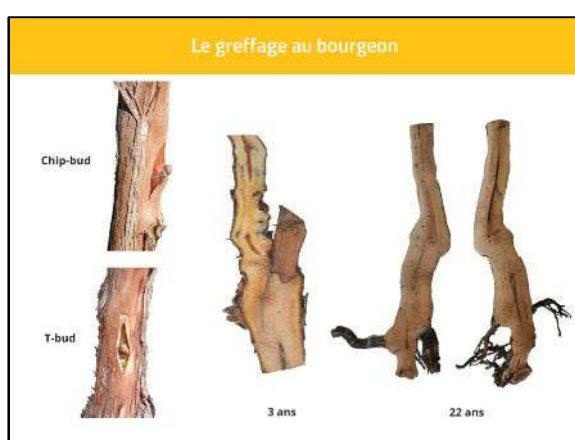 Le greffage au bourgeon
Chip-bud
T-bud
3 ans
22 ans